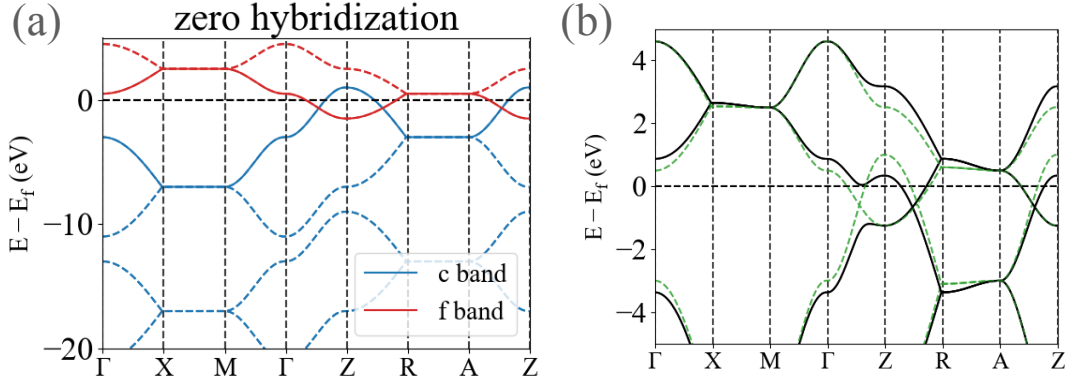 (a) zero hybridization
E − E_f (eV)
0
−10
−20
Γ X M Γ Z R A Z
c band
f band
(b)
E − E_f (eV)
4
2
0
−2
−4
Γ X M Γ Z R A Z